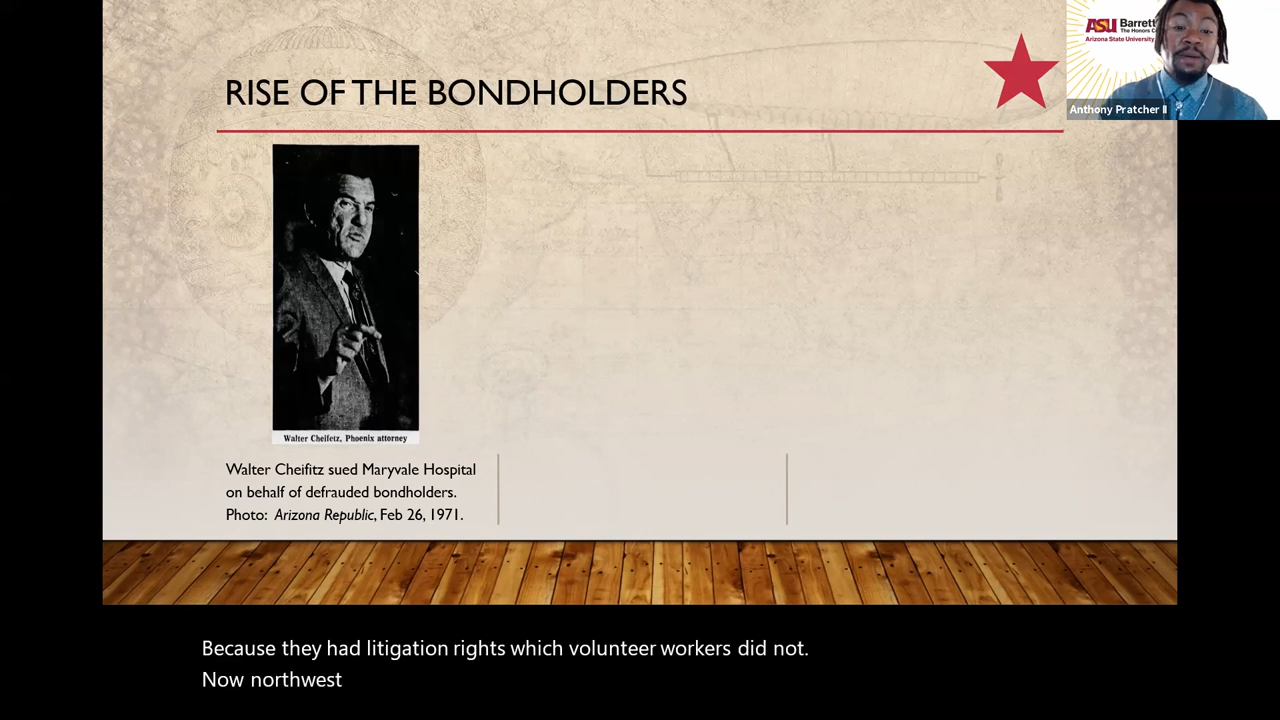 RISE OF THE BONDHOLDERS
ASU Barrett
The Honors
Arizona State University
Anthony Pratcher II
Walter Cheifetz, Phoenix attorney
Walter Cheifitz sued Maryvale Hospital
on behalf of defrauded bondholders.
Photo: Arizona Republic, Feb 26, 1971.
Because they had litigation rights which volunteer workers did not.
Now northwest